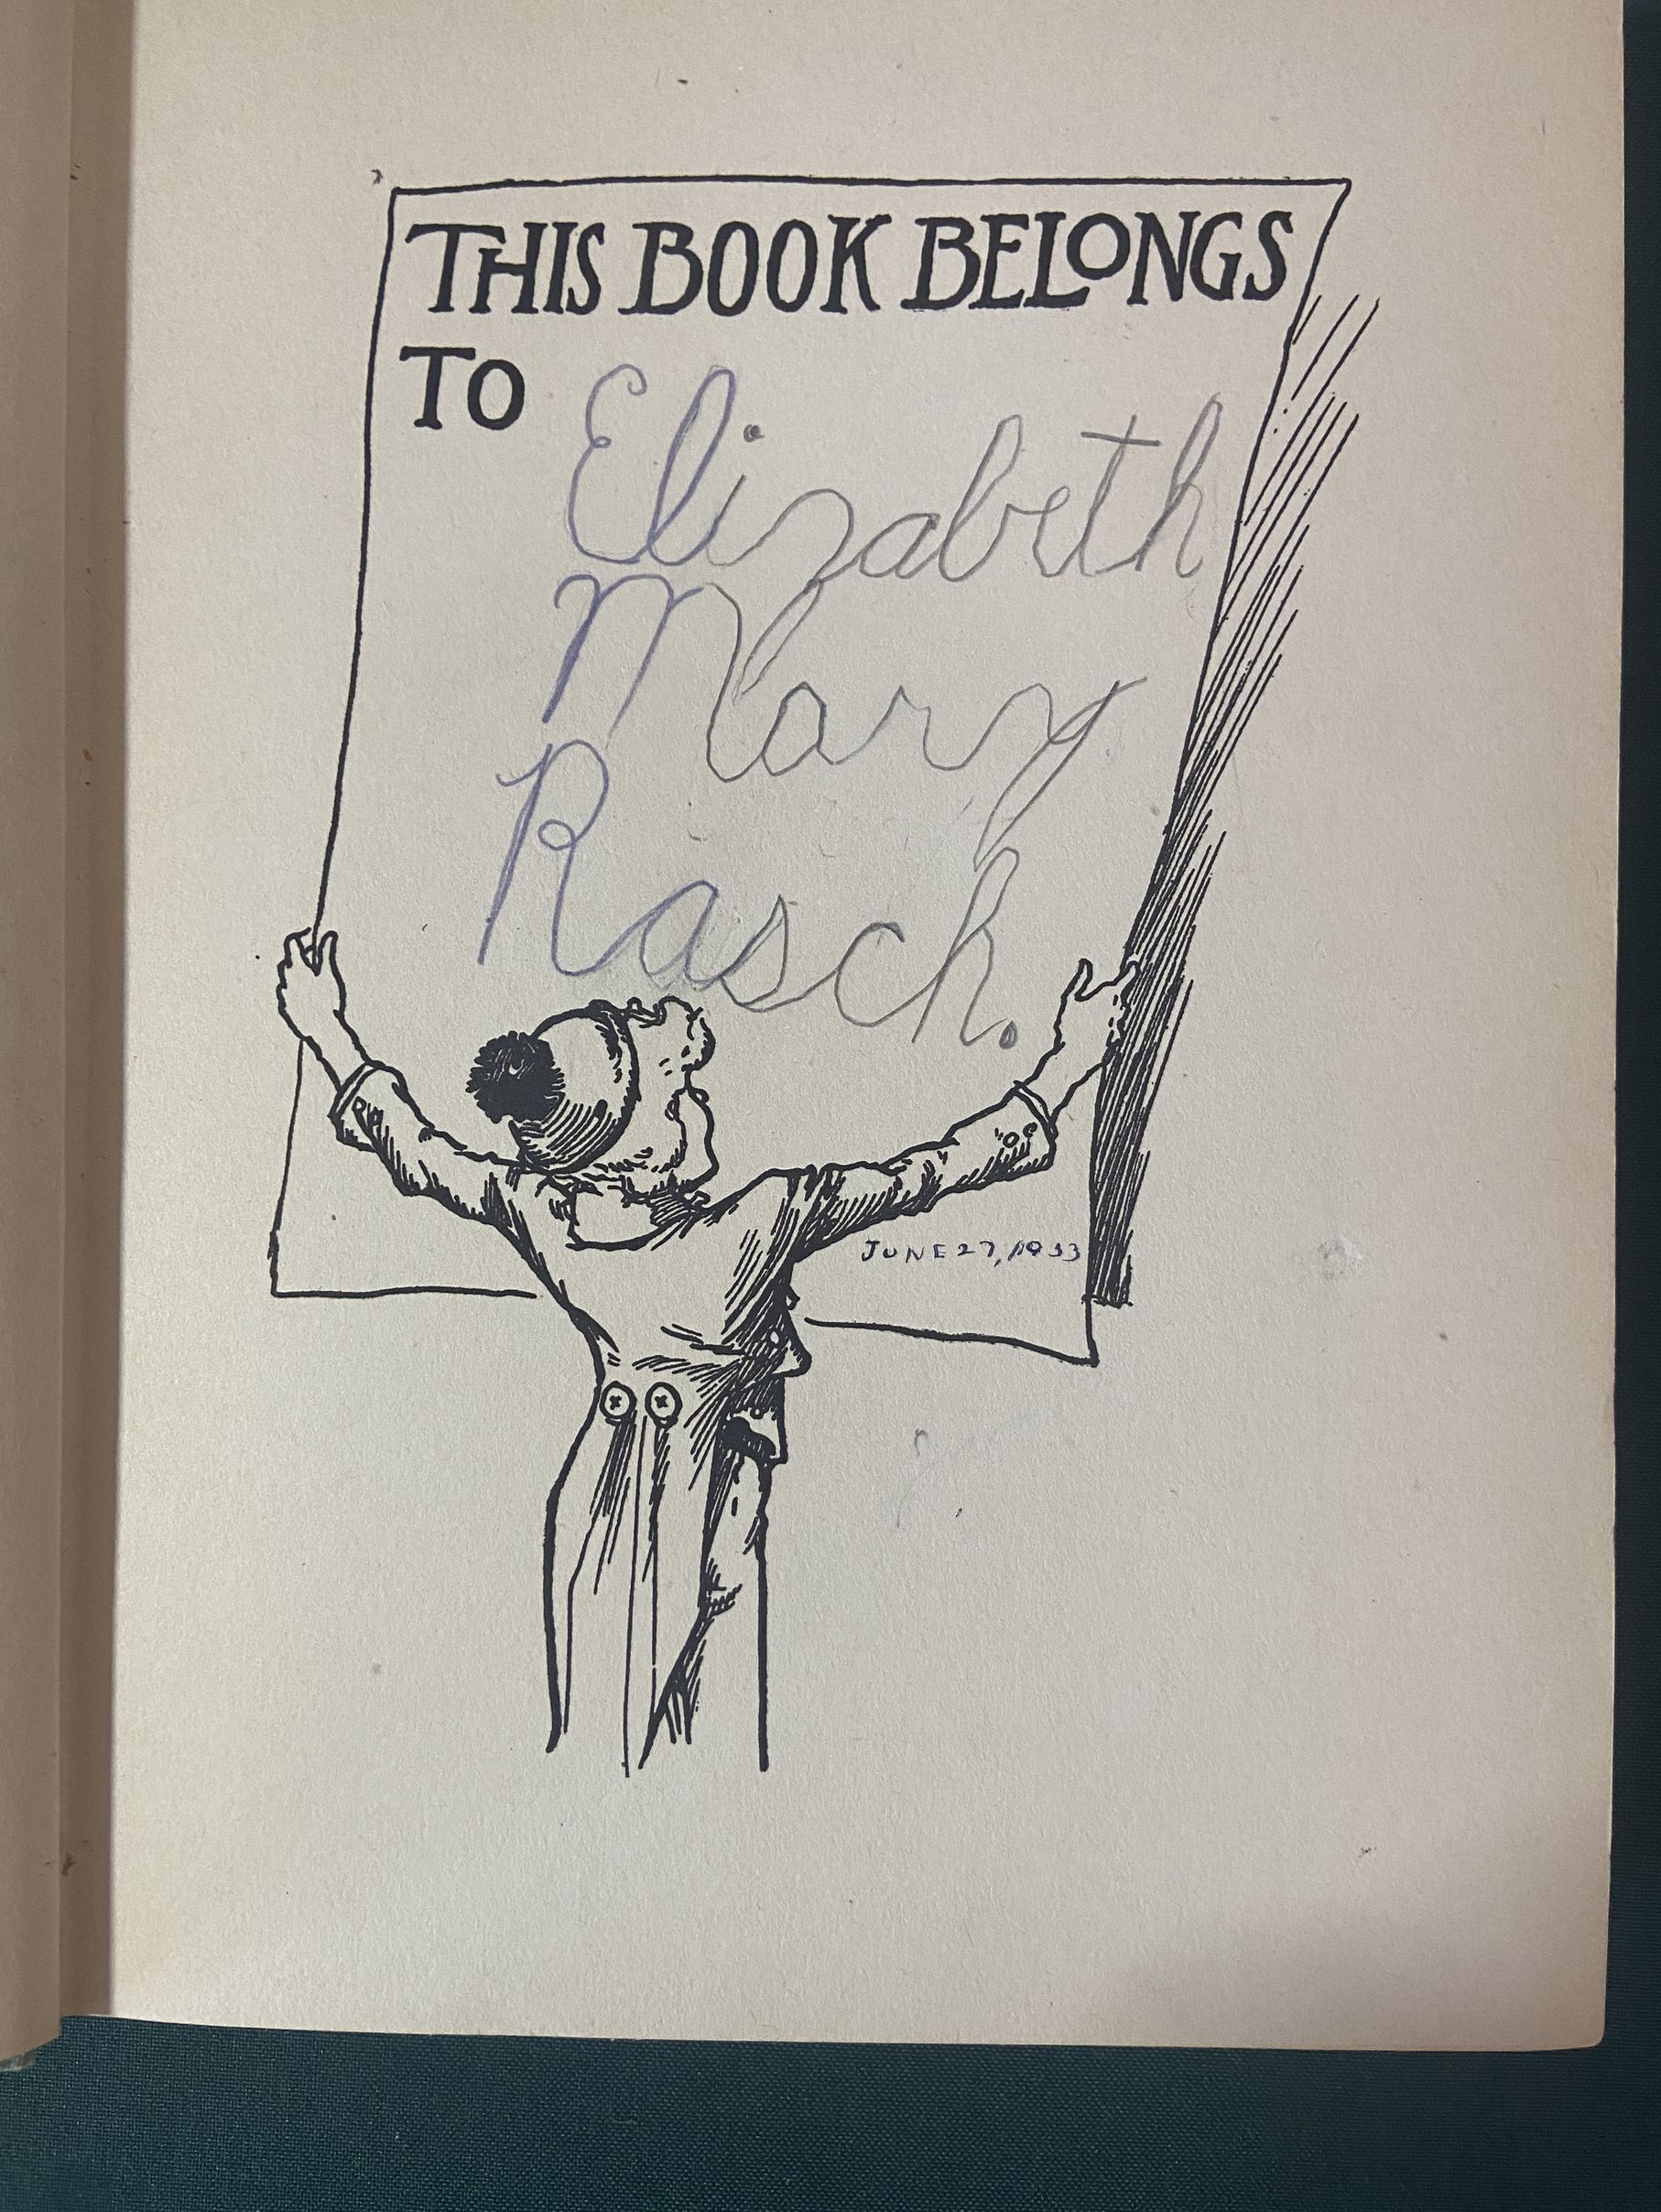 THIS BOOK BELONGS
TO Elizabeth
Mary
Rasch.
JUNE 27, 1933